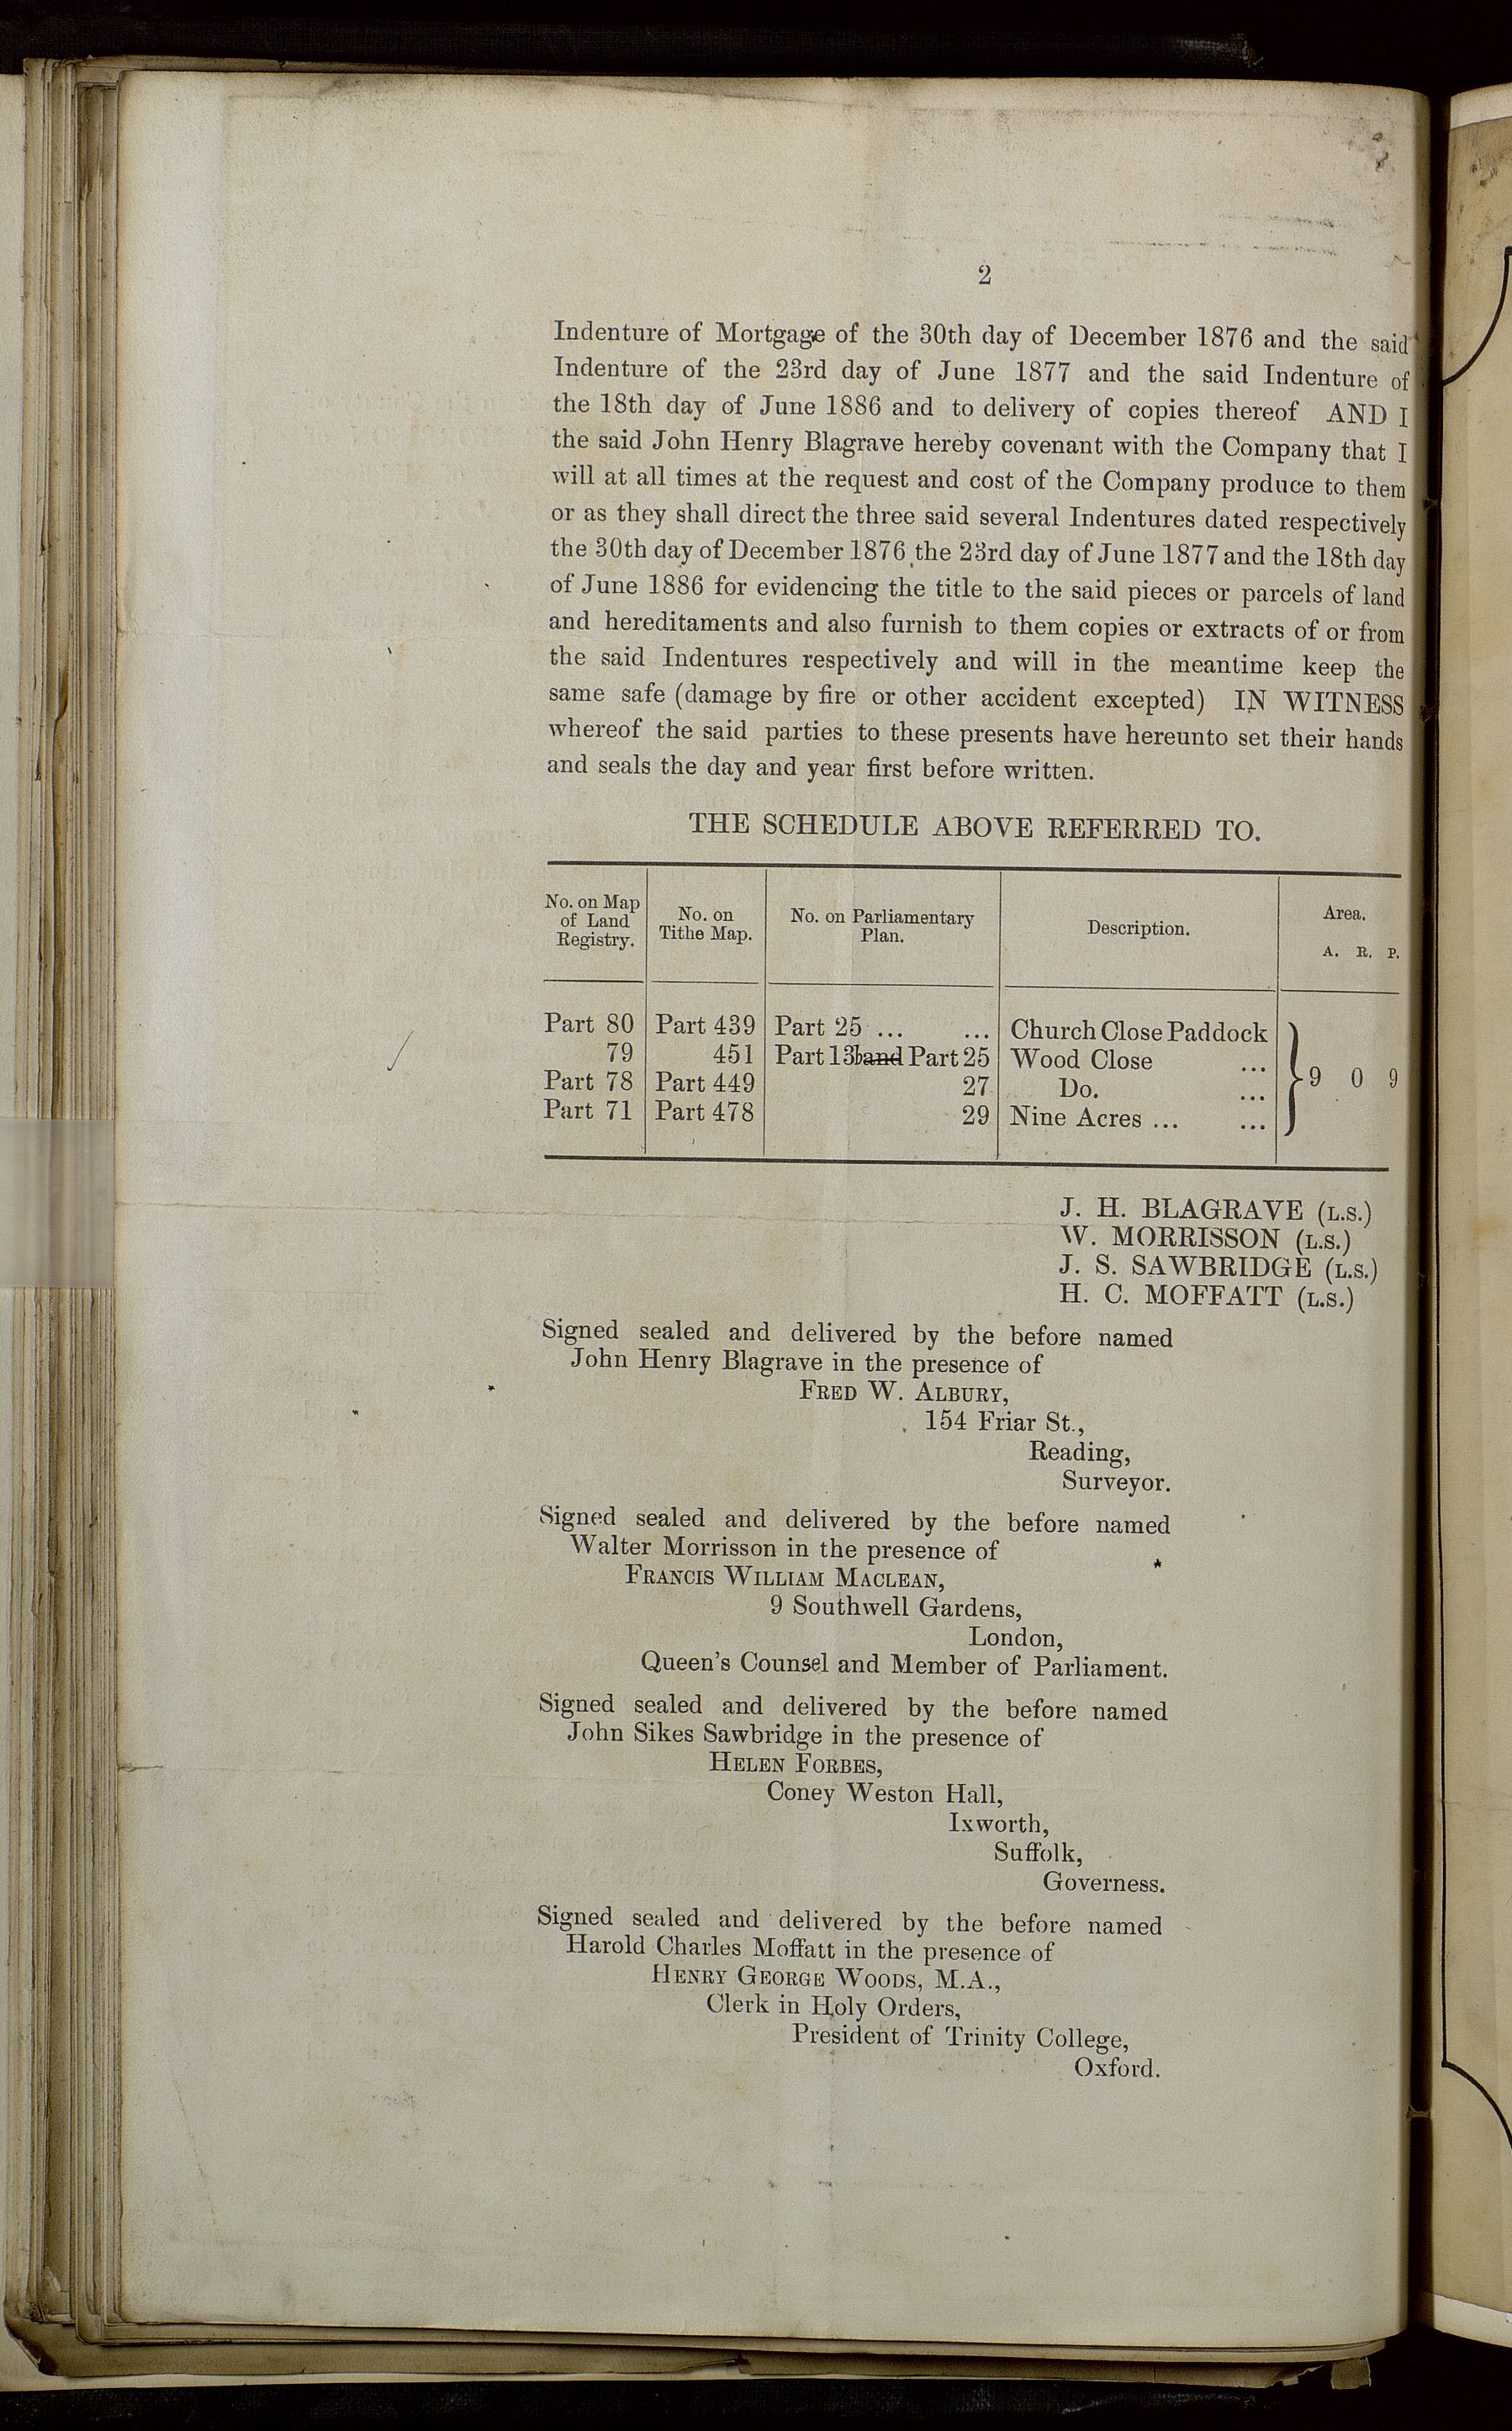 2
Indenture of Mortgage of the 30th day of December 1876 and the said
Indenture of the 23rd day of June 1877 and the said Indenture of
the 18th day of June 1886 and to delivery of copies thereof AND I
the said John Henry Blagrave hereby covenant with the Company that I
will at all times at the request and cost of the Company produce to them
or as they shall direct the three said several Indentures dated respectively
the 30th day of December 1876 the 23rd day of June 1877 and the 18th day
of June 1886 for evidencing the title to the said pieces or parcels of land
and hereditaments and also furnish to them copies or extracts of or from
the said Indentures respectively and will in the meantime keep the
same safe (damage by fire or other accident excepted) IN WITNESS
whereof the said parties to these presents have hereunto set their hands
and seals the day and year first before written.
THE SCHEDULE ABOVE REFERRED TO.
No. on Map of Land Registry. No. on Tithe Map. No. on Parliamentary Plan. Description. Area.
A. R. P.
Part 80 Part 439 Part 25 ... ... Church Close Paddock
79 451 Part 13b and Part 25 Wood Close ...
Part 78 Part 449 27 Do. ... 9 0 9
Part 71 Part 478 29 Nine Acres ... ...
J. H. BLAGRAVE (L.S.)
W. MORRISSON (L.S.)
J. S. SAWBRIDGE (L.S.)
H. C. MOFFATT (L.S.)
Signed sealed and delivered by the before named
John Henry Blagrave in the presence of
FRED W. ALBURY,
154 Friar St.,
Reading,
Surveyor.
Signed sealed and delivered by the before named
Walter Morrisson in the presence of
FRANCIS WILLIAM MACLEAN,
9 Southwell Gardens,
London,
Queen's Counsel and Member of Parliament.
Signed sealed and delivered by the before named
John Sikes Sawbridge in the presence of
HELEN FORBES,
Coney Weston Hall,
Ixworth,
Suffolk,
Governess.
Signed sealed and delivered by the before named
Harold Charles Moffatt in the presence of
HENRY GEORGE WOODS, M.A.,
Clerk in Holy Orders,
President of Trinity College,
Oxford.